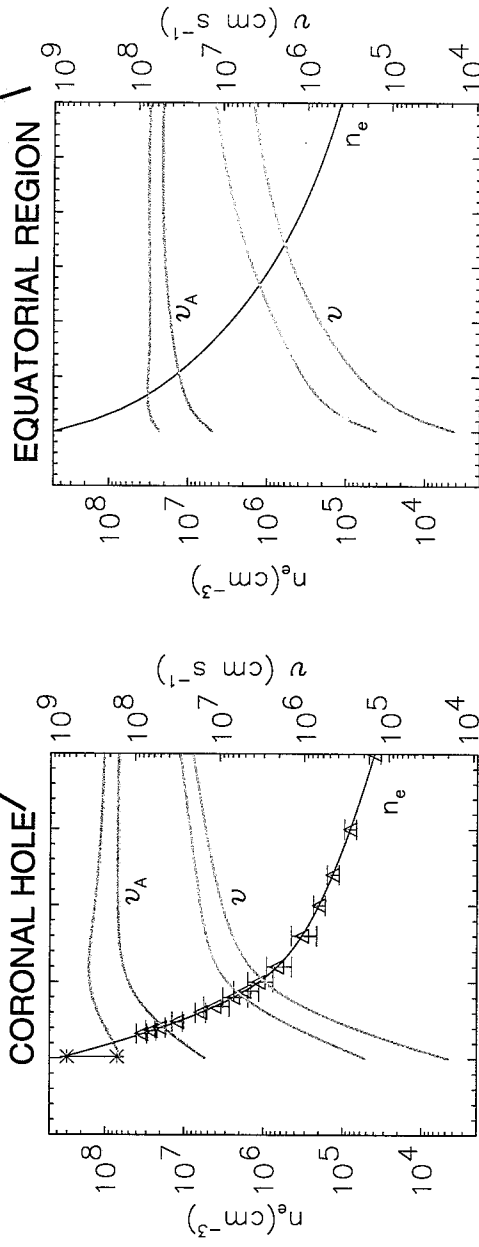 CORONAL HOLE
10⁸
10⁷
10⁶
10⁵
10⁴
nₑ(cm⁻³)
v_A
v
nₑ
10⁹
10⁸
10⁷
10⁶
10⁵
10⁴
v (cm s⁻¹)
EQUATORIAL REGION
10⁸
10⁷
10⁶
10⁵
10⁴
nₑ(cm⁻³)
v_A
v
nₑ
10⁹
10⁸
10⁷
10⁶
10⁵
10⁴
v (cm s⁻¹)